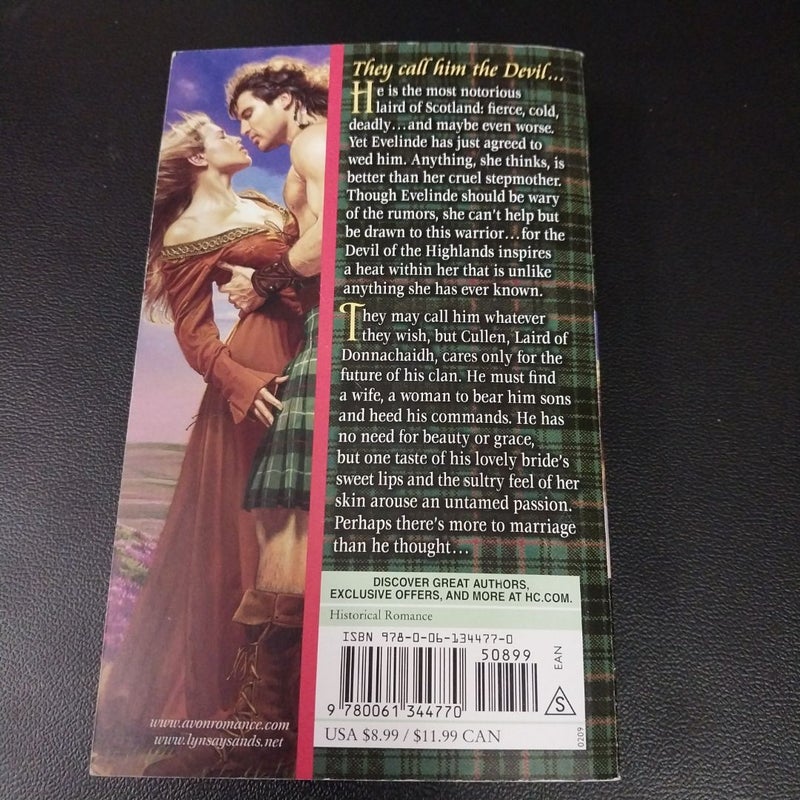 They call him the Devil...
He is the most notorious
laird of Scotland: fierce, cold,
deadly...and maybe even worse.
Yet Evelinde has just agreed to
wed him. Anything, she thinks, is
better than her cruel stepmother.
Though Evelinde should be wary
of the rumors, she can't help but
be drawn to this warrior...for the
Devil of the Highlands inspires
a heat within her that is unlike
anything she has ever known.
They may call him whatever
they wish, but Cullen, Laird of
Donnachaidh, cares only for the
future of his clan. He must find
a wife, a woman to bear him sons
and heed his commands. He has
no need for beauty or grace,
but one taste of his lovely bride's
sweet lips and the sultry feel of her
skin arouse an untamed passion.
Perhaps there's more to marriage
than he thought...
DISCOVER GREAT AUTHORS,
EXCLUSIVE OFFERS, AND MORE AT HC.COM.
Historical Romance
ISBN 978-0-06-134477-0
50899
EAN
S
9 780061 344770
USA $8.99 / $11.99 CAN
0209
www.avonromance.com
www.lynsaysands.net